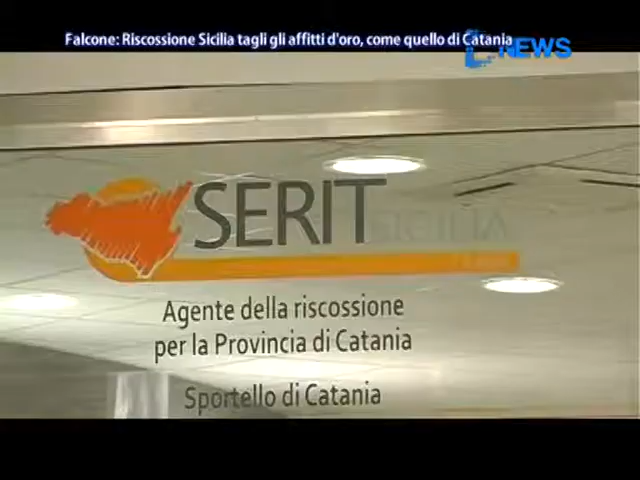 Falcone: Riscossione Sicilia tagli gli affitti d'oro, come quello di Catania
NEWS
SERIT SICILIA
Agente della riscossione
per la Provincia di Catania
Sportello di Catania